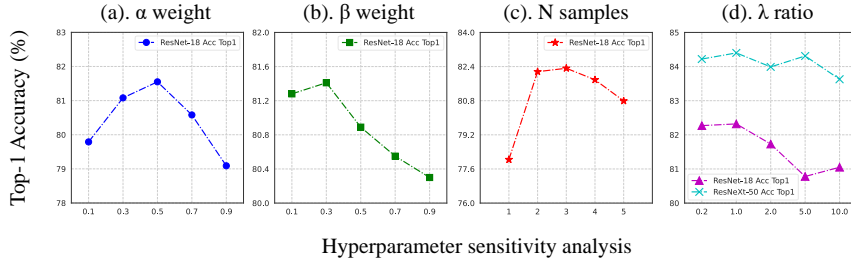 (a). α weight
(b). β weight
(c). N samples
(d). λ ratio
Top-1 Accuracy (%)
83
82
81
80
79
78
ResNet-18 Acc Top1
0.1 0.3 0.5 0.7 0.9
82.0
81.6
81.2
80.8
80.4
80.0
ResNet-18 Acc Top1
0.1 0.3 0.5 0.7 0.9
84.0
82.4
80.8
79.2
77.6
76.0
ResNet-18 Acc Top1
1 2 3 4 5
85
84
83
82
81
80
ResNet-18 Acc Top1
ResNeXt-50 Acc Top1
0.2 1.0 2.0 5.0 10.0
Hyperparameter sensitivity analysis